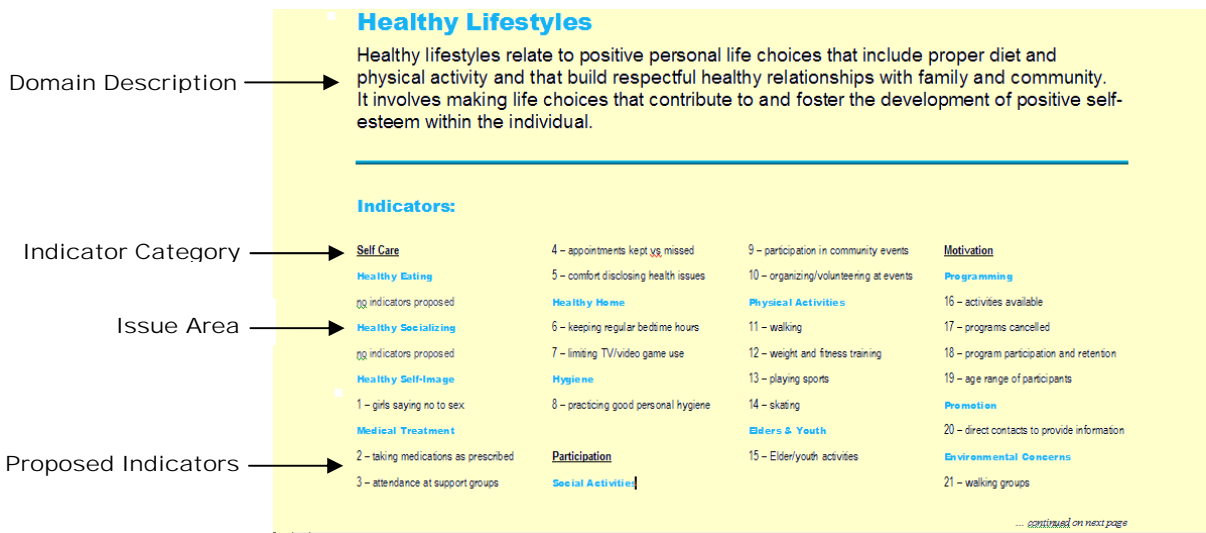 Healthy Lifestyles
Domain Description
Healthy lifestyles relate to positive personal life choices that include proper diet and
physical activity and that build respectful healthy relationships with family and community.
It involves making life choices that contribute to and foster the development of positive self-
esteem within the individual.
Indicators:
Indicator Category
Self Care
Healthy Eating
no indicators proposed
Issue Area
Healthy Socializing
no indicators proposed
Healthy Self-Image
1 – girls saying no to sex
Medical Treatment
Proposed Indicators
2 – taking medications as prescribed
3 – attendance at support groups
4 – appointments kept vs missed
5 – comfort disclosing health issues
Healthy Home
6 – keeping regular bedtime hours
7 – limiting TV/video game use
Hygiene
8 – practicing good personal hygiene
Participation
Social Activities
9 – participation in community events
10 – organizing/volunteering at events
Physical Activities
11 – walking
12 – weight and fitness training
13 – playing sports
14 – skating
Elders & Youth
15 – Elder/youth activities
Motivation
Programming
16 – activities available
17 – programs cancelled
18 – program participation and retention
19 – age range of participants
Promotion
20 – direct contacts to provide information
Environmental Concerns
21 – walking groups
... continued on next page